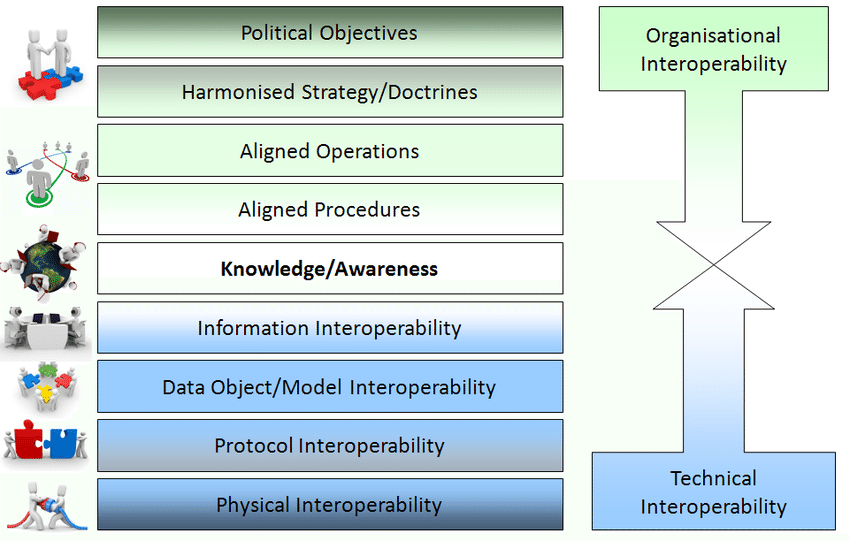 Political Objectives
Harmonised Strategy/Doctrines
Aligned Operations
Aligned Procedures
Knowledge/Awareness
Information Interoperability
Data Object/Model Interoperability
Protocol Interoperability
Physical Interoperability
Organisational
Interoperability
Technical
Interoperability